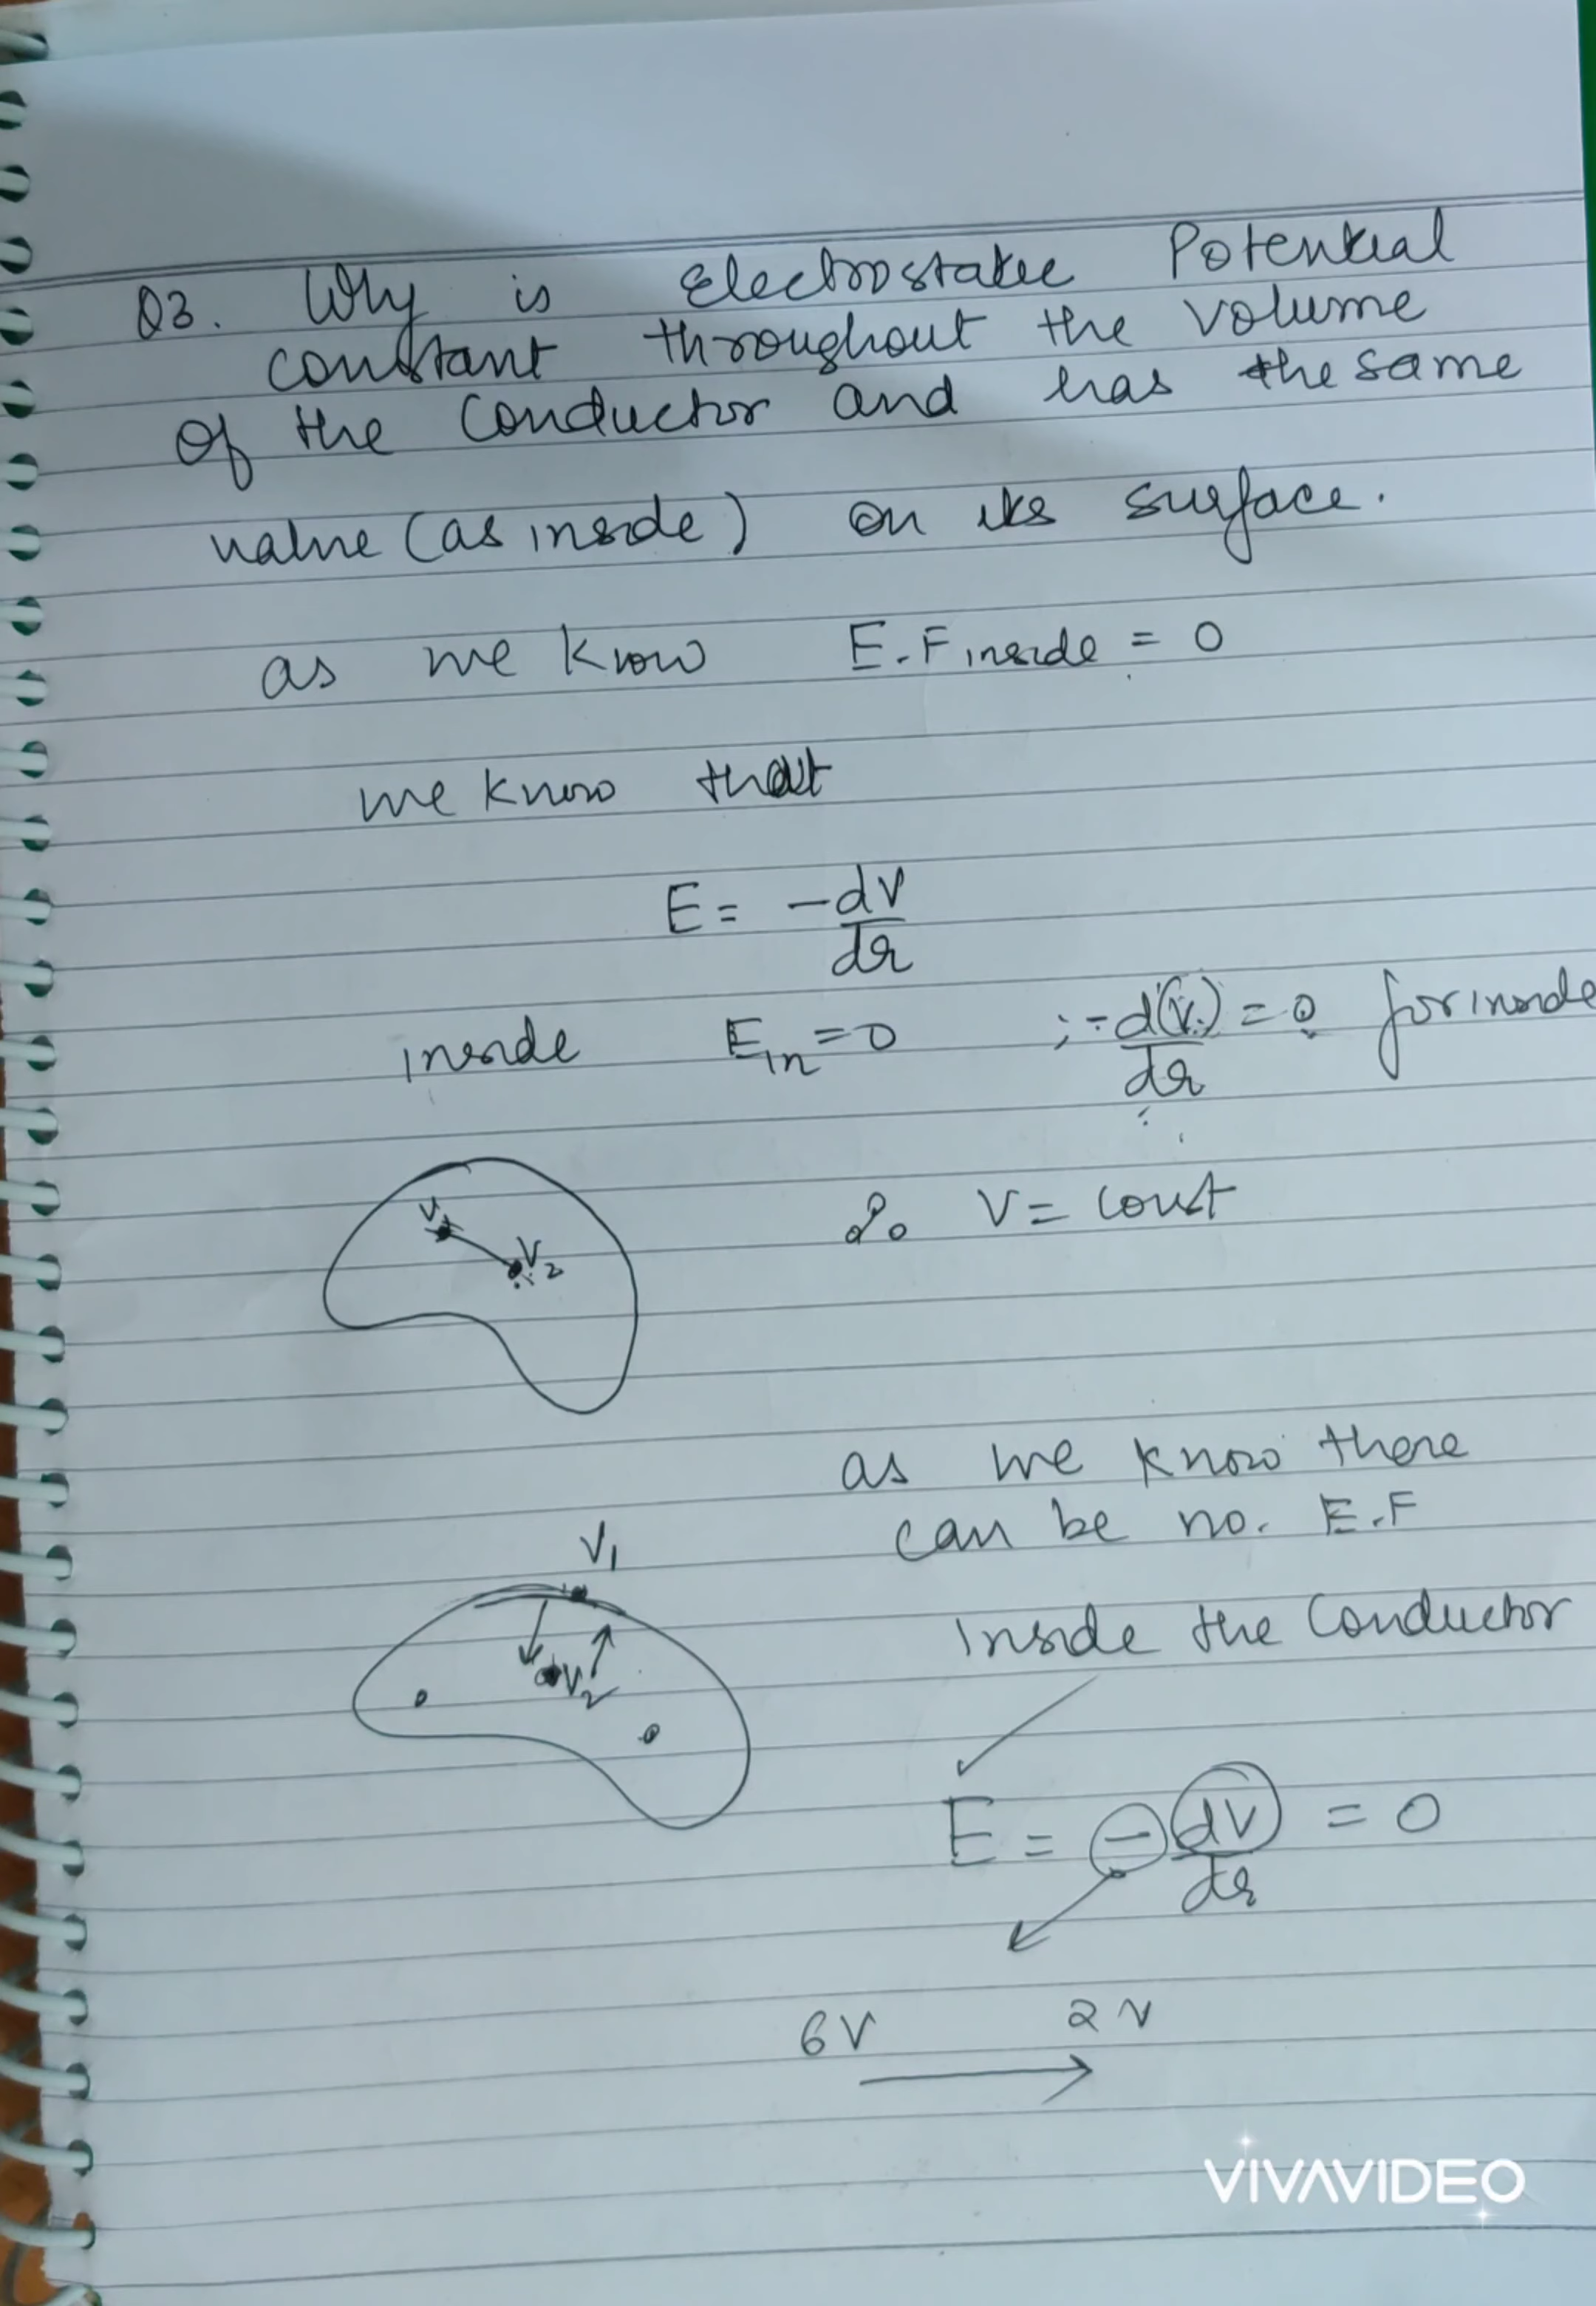 Q3. Why is Electrostatic Potential
constant throughout the volume
of the conductor and has the same
value (as inside) on its surface.
as we know E.F inside = 0
we know that
E = -dV/dr
inside E_in = 0 ; -d(V.)/dr = 0 for inside
V
V2
V = const
as we know there
can be no. E.F
inside the Conductor
V1
V2
E = -dV/dr = 0
6V 2V
VIVAVIDEO